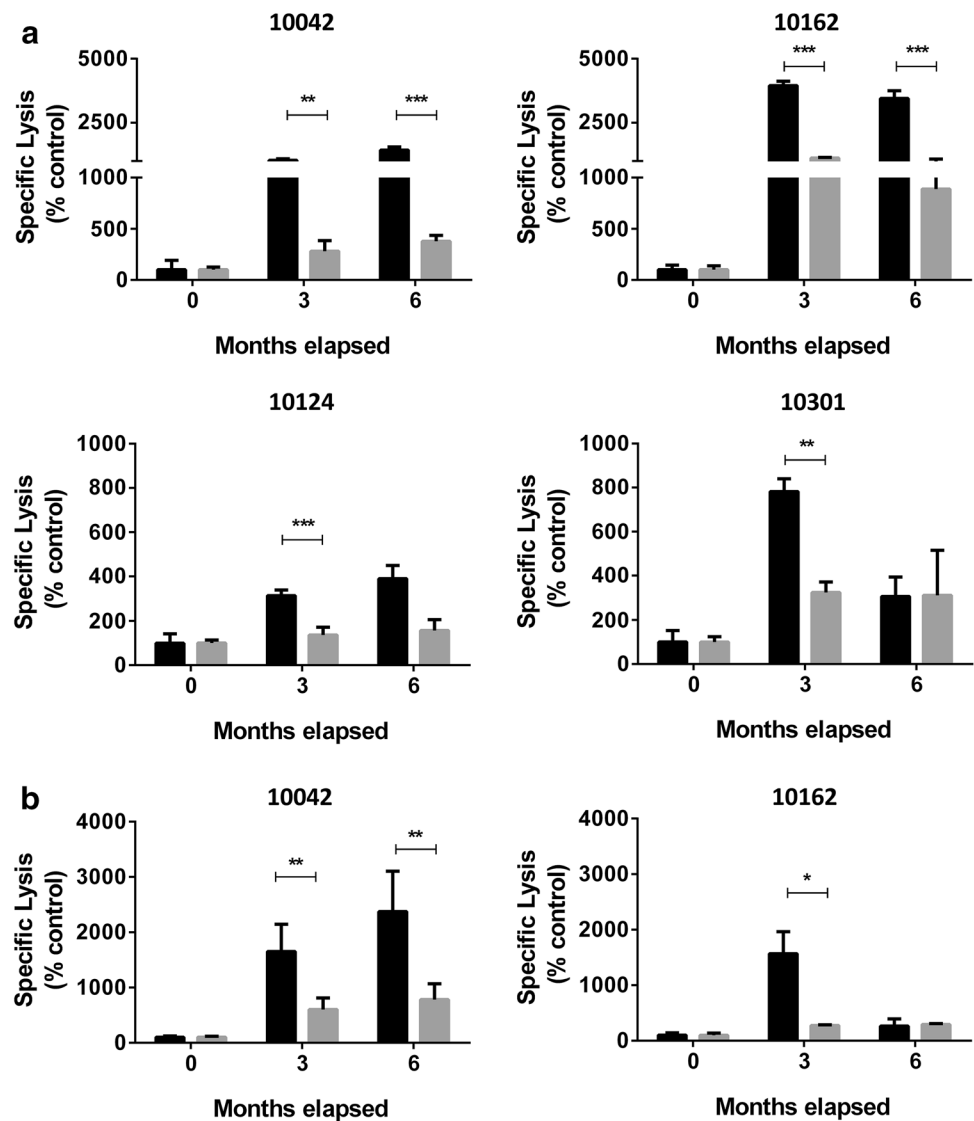 a
10042
Specific Lysis
(% control)
5000
2500
1000
500
0
**
***
0 3 6
Months elapsed
10162
Specific Lysis
(% control)
5000
2500
1000
500
0
***
***
0 3 6
Months elapsed
10124
Specific Lysis
(% control)
1000
800
600
400
200
0
***
0 3 6
Months elapsed
10301
Specific Lysis
(% control)
1000
800
600
400
200
0
**
0 3 6
Months elapsed
b
10042
Specific Lysis
(% control)
4000
3000
2000
1000
0
**
**
0 3 6
Months elapsed
10162
Specific Lysis
(% control)
4000
3000
2000
1000
0
*
0 3 6
Months elapsed